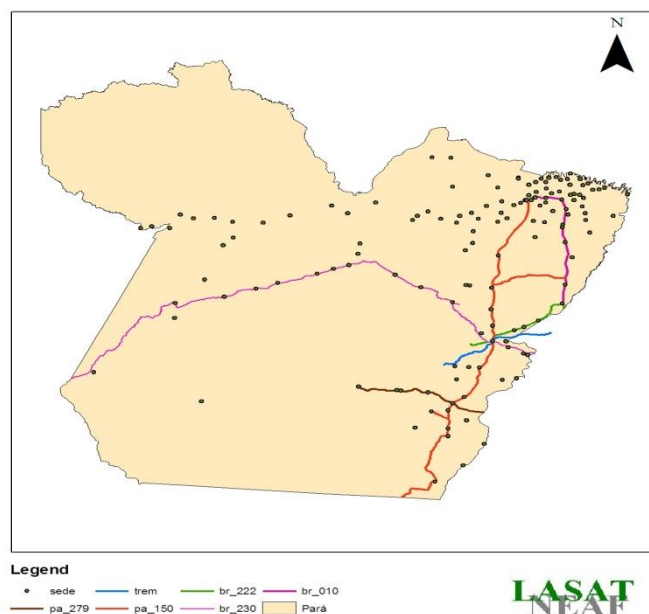 N
Legend
sede trem br_222 br_010
pa_279 pa_150 br_230 Pará
LASAT
NEAF